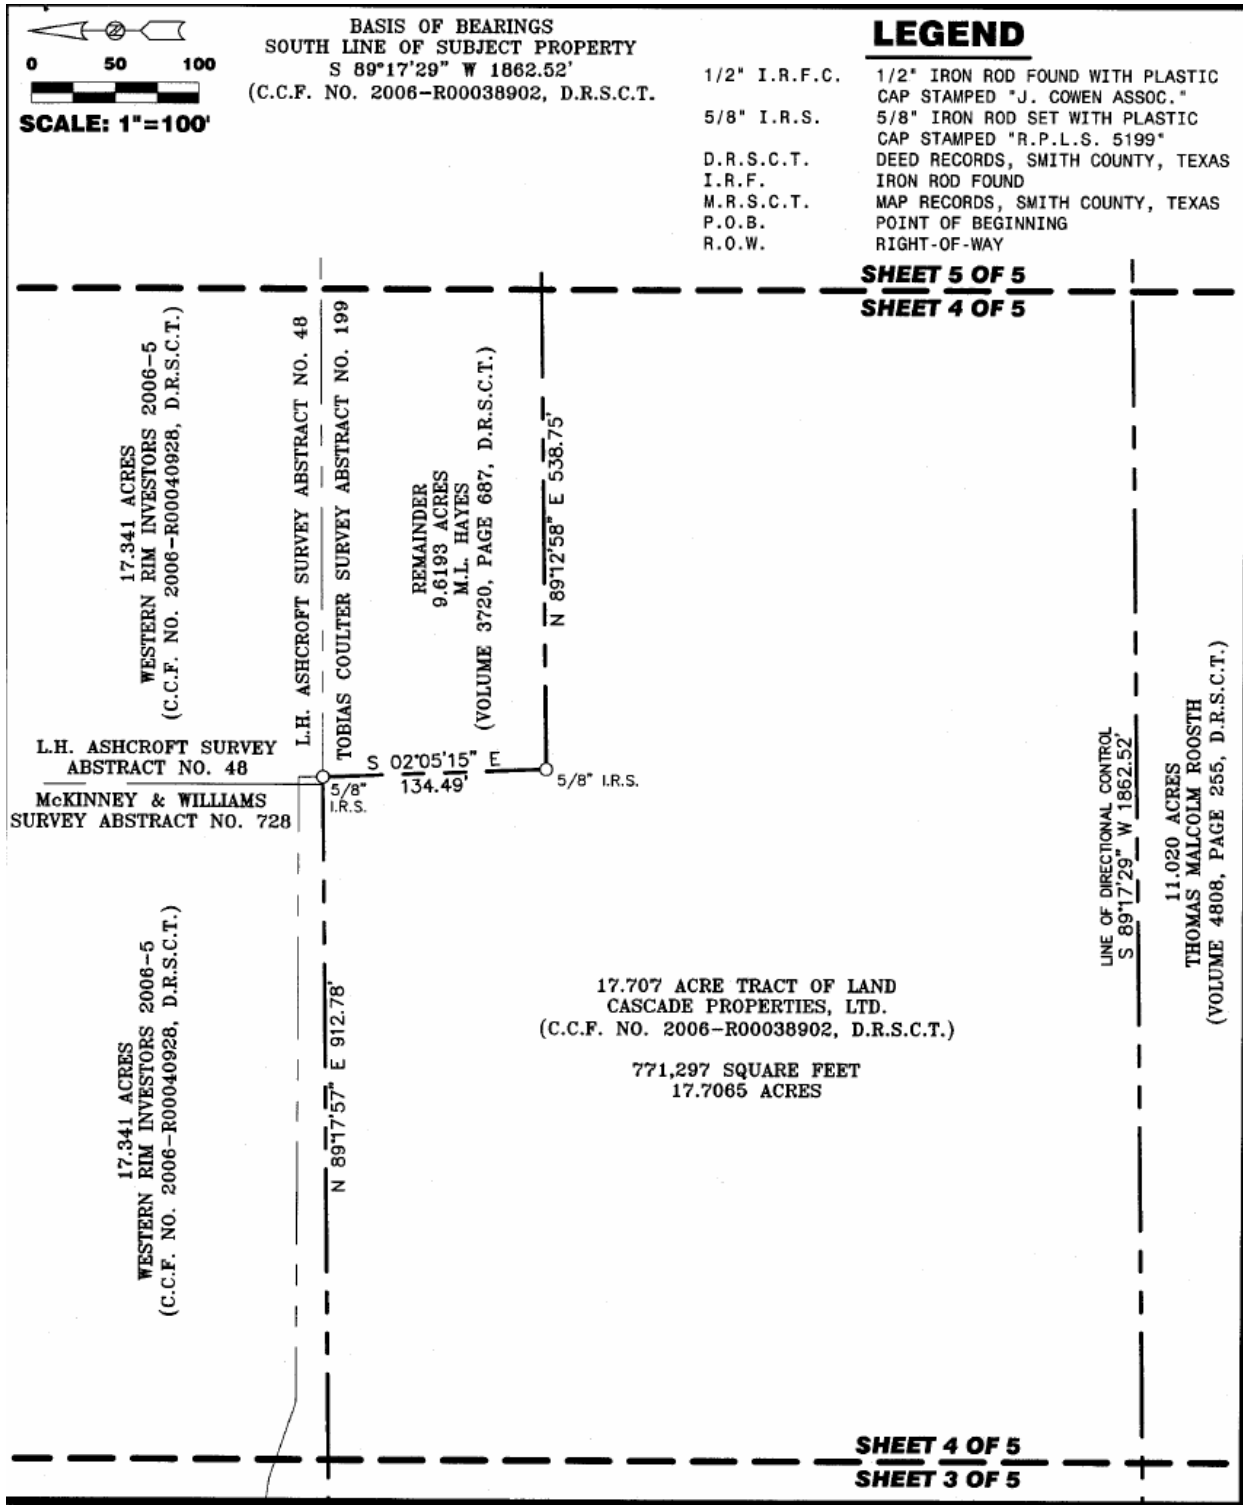 BASIS OF BEARINGS
SOUTH LINE OF SUBJECT PROPERTY
S 89°17'29" W 1862.52'
(C.C.F. NO. 2006-R00038902, D.R.S.C.T.
N
0 50 100
SCALE: 1"=100'
LEGEND
1/2" I.R.F.C. 1/2" IRON ROD FOUND WITH PLASTIC
CAP STAMPED "J. COWEN ASSOC."
5/8" I.R.S. 5/8" IRON ROD SET WITH PLASTIC
CAP STAMPED "R.P.L.S. 5199"
D.R.S.C.T. DEED RECORDS, SMITH COUNTY, TEXAS
I.R.F. IRON ROD FOUND
M.R.S.C.T. MAP RECORDS, SMITH COUNTY, TEXAS
P.O.B. POINT OF BEGINNING
R.O.W. RIGHT-OF-WAY
SHEET 5 OF 5
SHEET 4 OF 5
17.341 ACRES
WESTERN RIM INVESTORS 2006-5
(C.C.F. NO. 2006-R00040928, D.R.S.C.T.)
L.H. ASHCROFT SURVEY ABSTRACT NO. 48
TOBIAS COULTER SURVEY ABSTRACT NO. 199
REMAINDER
9.6193 ACRES
M.L. HAYES
(VOLUME 3720, PAGE 687, D.R.S.C.T.)
N 89°12'58" E 538.75'
L.H. ASHCROFT SURVEY
ABSTRACT NO. 48
McKINNEY & WILLIAMS
SURVEY ABSTRACT NO. 728
S 02°05'15" E
134.49'
5/8"
I.R.S.
5/8" I.R.S.
LINE OF DIRECTIONAL CONTROL
S 89°17'29" W 1862.52'
11.020 ACRES
THOMAS MALCOLM ROOSTH
(VOLUME 4808, PAGE 255, D.R.S.C.T.)
17.341 ACRES
WESTERN RIM INVESTORS 2006-5
(C.C.F. NO. 2006-R00040928, D.R.S.C.T.)
N 89°17'57" E 912.78'
17.707 ACRE TRACT OF LAND
CASCADE PROPERTIES, LTD.
(C.C.F. NO. 2006-R00038902, D.R.S.C.T.)
771,297 SQUARE FEET
17.7065 ACRES
SHEET 4 OF 5
SHEET 3 OF 5